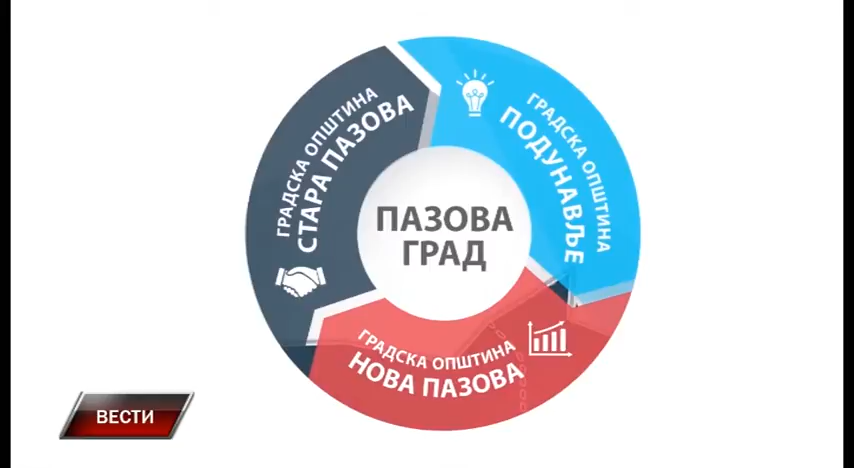 ГРАДСКА ОПШТИНА
СТАРА ПАЗОВА
ГРАДСКА ОПШТИНА
ПОДУНАВЉЕ
ПАЗОВА
ГРАД
ГРАДСКА ОПШТИНА
НОВА ПАЗОВА
ВЕСТИ